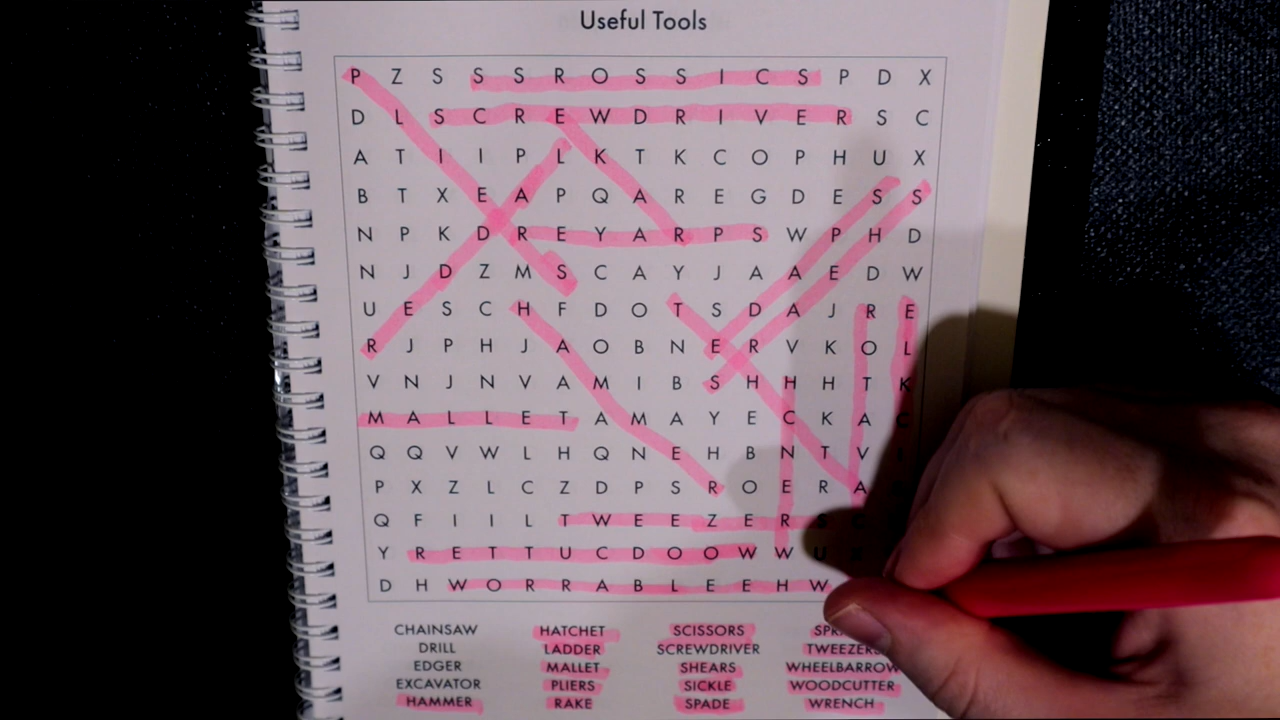 Useful Tools
P Z S S S R O S S I C S P D X
D L S C R E W D R I V E R S C
A T I I P L K T K C O P H U X
B T X E A P Q A R E G D E S S
N P K D R E Y A R P S W P H D
N J D Z M S C A Y J A A E D W
U E S C H F D O T S D A J R E
R J P H J A O B N E R V K O L
V N J N V A M I B S H H H T K
M A L L E T A M A Y E C K A C
Q Q V W L H Q N E H B N T V I
P X Z L C Z D P S R O E R A
Q F I I L T W E E Z E R S
Y R E T T U C D O O W W U
D H W O R R A B L E E H W
CHAINSAW HATCHET SCISSORS
DRILL LADDER SCREWDRIVER TWEEZERS
EDGER MALLET SHEARS WHEELBARROW
EXCAVATOR PLIERS SICKLE WOODCUTTER
HAMMER RAKE SPADE WRENCH